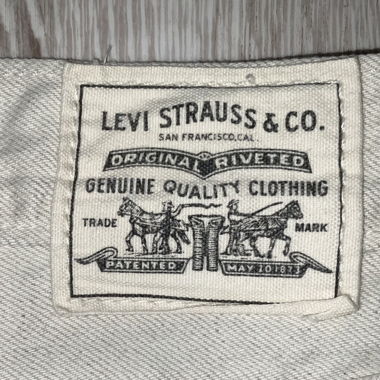 LEVI STRAUSS & CO.
SAN FRANCISCO, CAL.
ORIGINAL RIVETED
GENUINE QUALITY CLOTHING
TRADE MARK
PATENTED MAY 20 1873